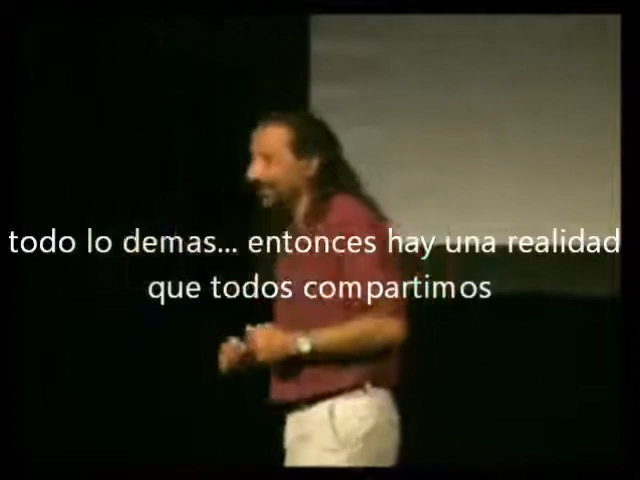 todo lo demas... entonces hay una realidad
que todos compartimos